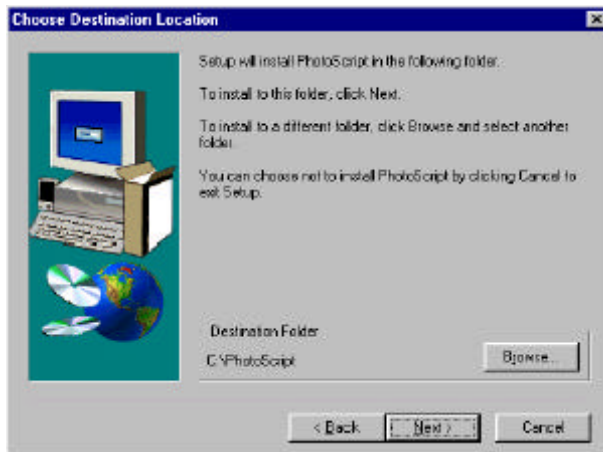 Choose Destination Location
Setup will install PhotoScript in the following folder.
To install to this folder, click Next.
To install to a different folder, click Browse and select another
folder.
You can choose not to install PhotoScript by clicking Cancel to
exit Setup.
Destination Folder
C:\PhotoScript
Browse...
< Back
Next >
Cancel